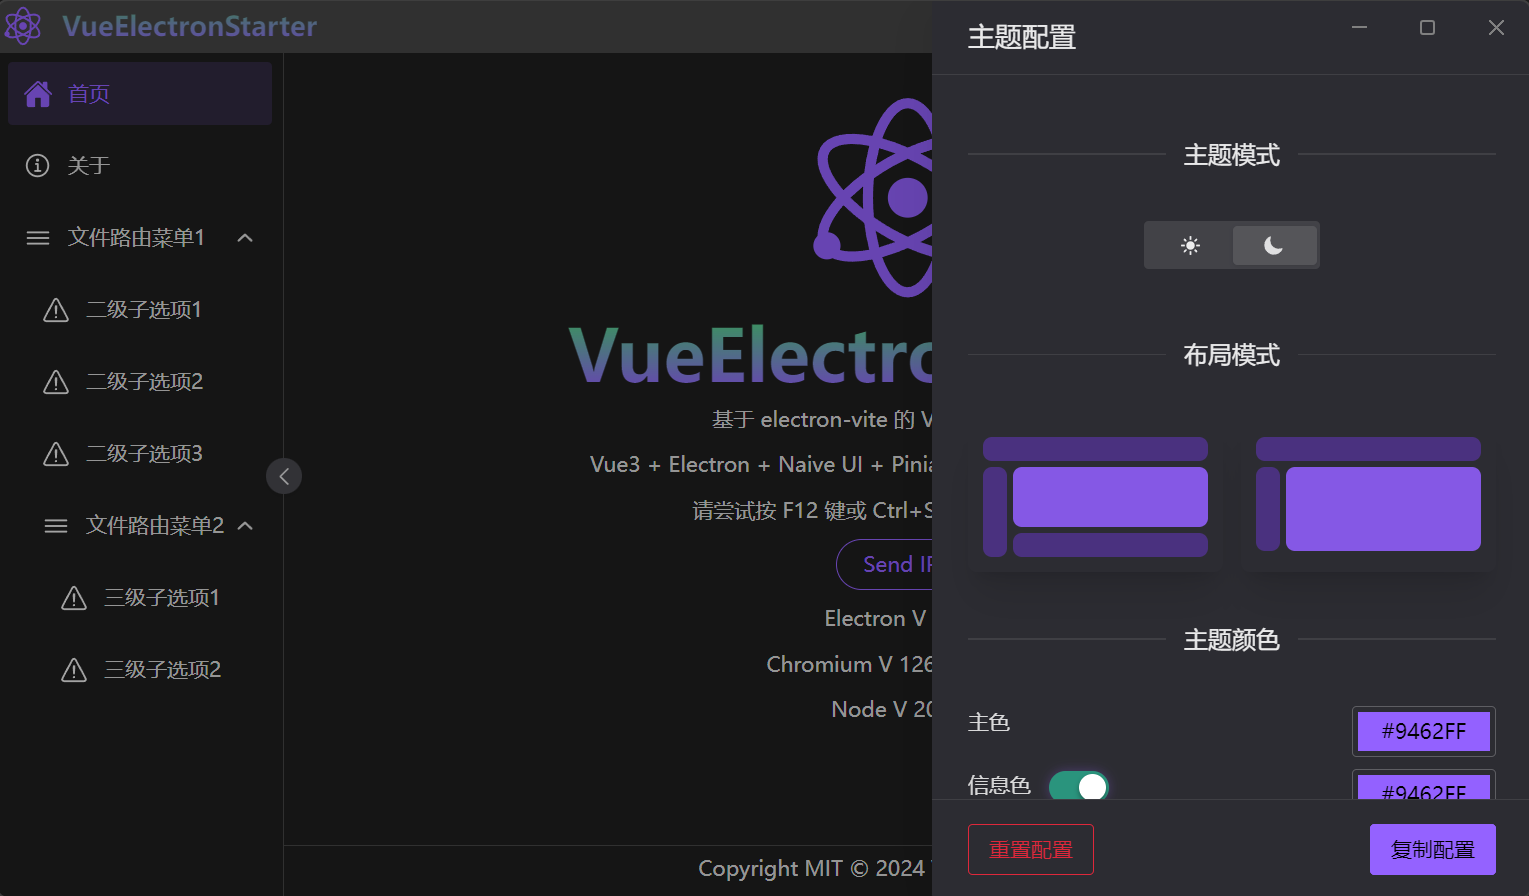 VueElectronStarter
首页
关于
文件路由菜单1
二级子选项1
二级子选项2
二级子选项3
文件路由菜单2
三级子选项1
三级子选项2
VueElectro
基于 electron-vite 的 V
Vue3 + Electron + Naive UI + Pinia
请尝试按 F12 键或 Ctrl+S
Send IP
Electron V
Chromium V 126
Node V 20
Copyright MIT © 2024
主题配置
主题模式
布局模式
主题颜色
主色
#9462FF
信息色
#9462FF
重置配置
复制配置